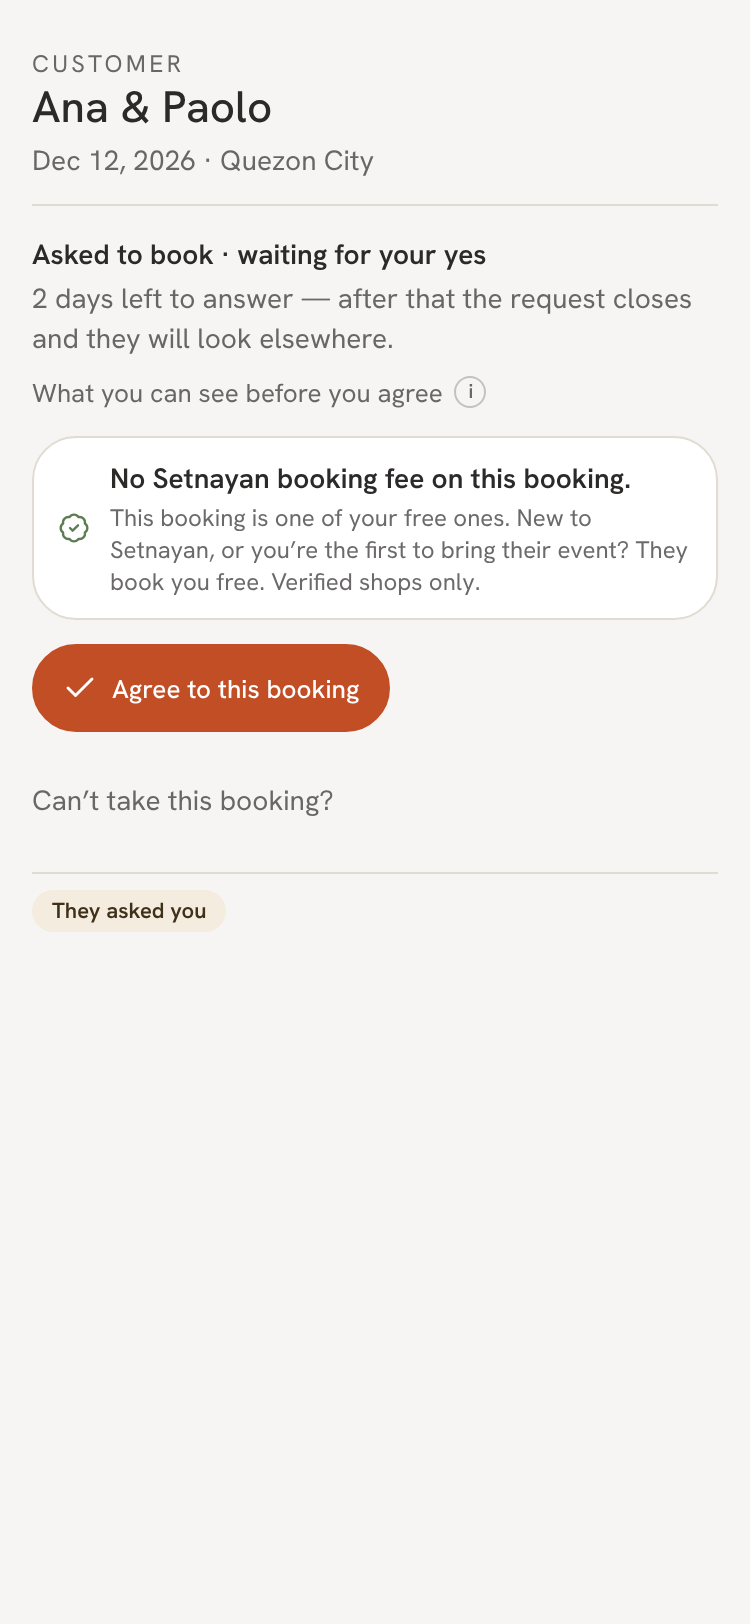 CUSTOMER
Ana & Paolo
Dec 12, 2026 · Quezon City
Asked to book · waiting for your yes
2 days left to answer — after that the request closes
and they will look elsewhere.
What you can see before you agree i
No Setnayan booking fee on this booking.
This booking is one of your free ones. New to
Setnayan, or you’re the first to bring their event? They
book you free. Verified shops only.
Agree to this booking
Can’t take this booking?
They asked you